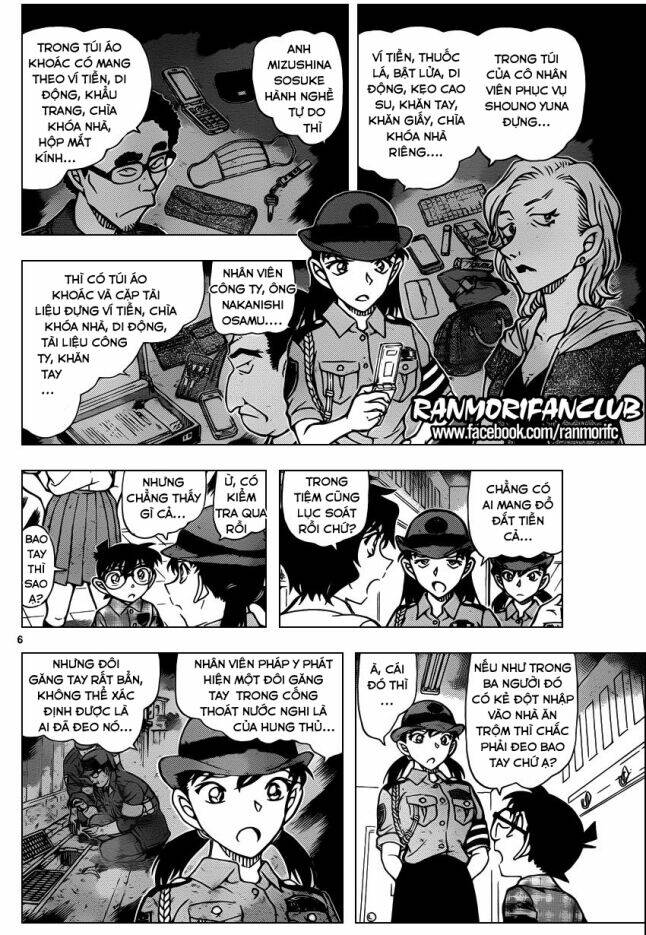 TRONG TÚI
CỦA CÔ NHÂN
VIÊN PHỤC VỤ
SHOUNO YUNA
ĐỰNG...
VÍ TIỀN, THUỐC
LÁ, BẬT LỬA, DI
ĐỘNG, KẸO CAO
SU, KHĂN TAY,
KHĂN GIẤY, CHÌA
KHÓA NHÀ
RIÊNG....
ANH
MIZUSHINA
SOSUKE
HÀNH NGHỀ
TỰ DO
THÌ
TRONG TÚI ÁO
KHOÁC CÓ MANG
THEO VÍ TIỀN, DI
ĐỘNG, KHẨU
TRANG, CHÌA
KHÓA NHÀ,
HỘP MẮT
KÍNH...
NHÂN VIÊN
CÔNG TY, ÔNG
NAKANISHI
OSAMU....
THÌ CÓ TÚI ÁO
KHOÁC VÀ CẶP TÀI
LIỆU ĐỰNG VÍ TIỀN, CHÌA
KHÓA NHÀ, DI ĐỘNG,
TÀI LIỆU CÔNG
TY, KHĂN
TAY
...
RANMORIFANCLUB
www.facebook.com/ranmorifc
CHẲNG CÓ
AI MANG ĐỒ
ĐẮT TIỀN
CẢ...
TRONG
TIỆM CŨNG
LỤC SOÁT
RỒI CHỨ?
Ừ, CÓ
KIỂM
TRA QUA
RỒI
NHƯNG
CHẲNG THẤY
GÌ CẢ...
BAO
TAY
THÌ
SAO
Ạ?
6
NẾU NHƯ TRONG
BA NGƯỜI ĐÓ
CÓ KẺ ĐỘT NHẬP
VÀO NHÀ ĂN
TRỘM THÌ CHẮC
PHẢI ĐEO BAO
TAY CHỨ Ạ?
À, CÁI
ĐÓ THÌ
...
NHÂN VIÊN PHÁP Y PHÁT
HIỆN MỘT ĐÔI GĂNG
TAY TRONG CỐNG
THOÁT NƯỚC NGHI LÀ
CỦA HUNG THỦ...
NHƯNG ĐÔI
GĂNG TAY RẤT BẨN,
KHÔNG THỂ XÁC
ĐỊNH ĐƯỢC LÀ
AI ĐÃ ĐEO NÓ...